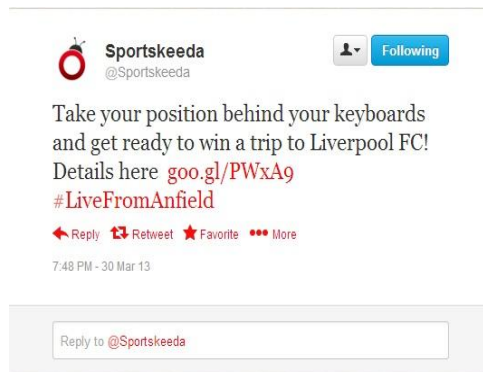 Sportskeeda
Following
@Sportskeeda
Take your position behind your keyboards
and get ready to win a trip to Liverpool FC!
Details here goo.gl/PWxA9
#LiveFromAnfield
Reply Retweet Favorite More
7:48 PM - 30 Mar 13
Reply to @Sportskeeda